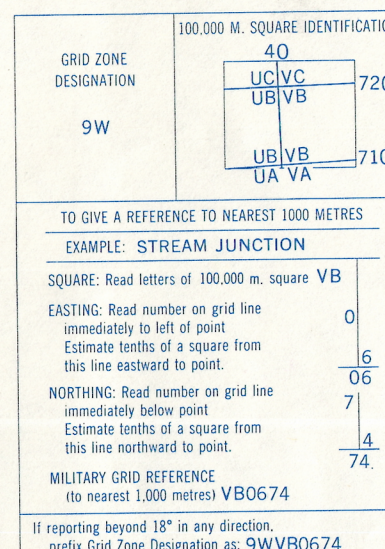 100,000 M. SQUARE IDENTIFICATIO
GRID ZONE
DESIGNATION
9W
40
UC VC
720
UB VB
UB VB
710
UA VA
TO GIVE A REFERENCE TO NEAREST 1000 METRES
EXAMPLE: STREAM JUNCTION
SQUARE: Read letters of 100,000 m. square VB
EASTING: Read number on grid line
immediately to left of point
0
Estimate tenths of a square from
this line eastward to point.
6
06
NORTHING: Read number on grid line
immediately below point
7
Estimate tenths of a square from
this line northward to point.
4
74.
MILITARY GRID REFERENCE
(to nearest 1,000 metres) VB0674
If reporting beyond 18° in any direction,
prefix Grid Zone Designation as: 9WVB0674